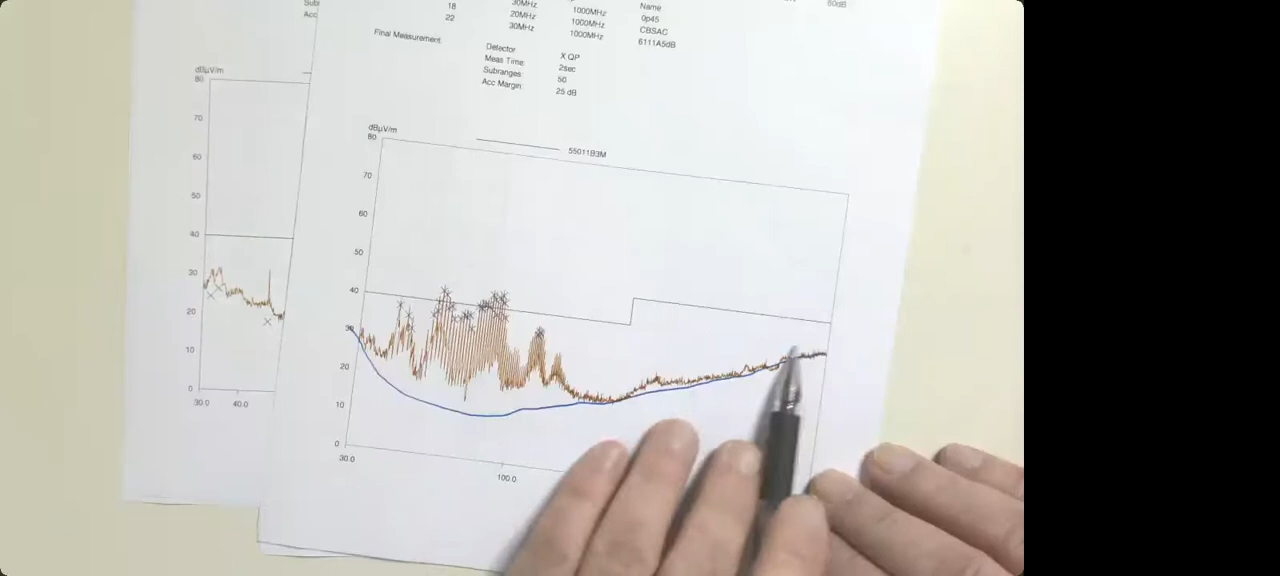 60dB
18 30MHz 1000MHz Name
22 20MHz 1000MHz 0p45
30MHz 1000MHz CBSAC
6111A5dB
Final Measurement: Detector X QP
Meas Time: 2sec
Subranges: 50
Acc Margin: 25 dB
Acc
dBµV/m
80
70
60
50
40
30
20
10
0
30.0 40.0
dBµV/m
80
55011B3M
70
60
50
40
30
20
10
0
30.0 100.0